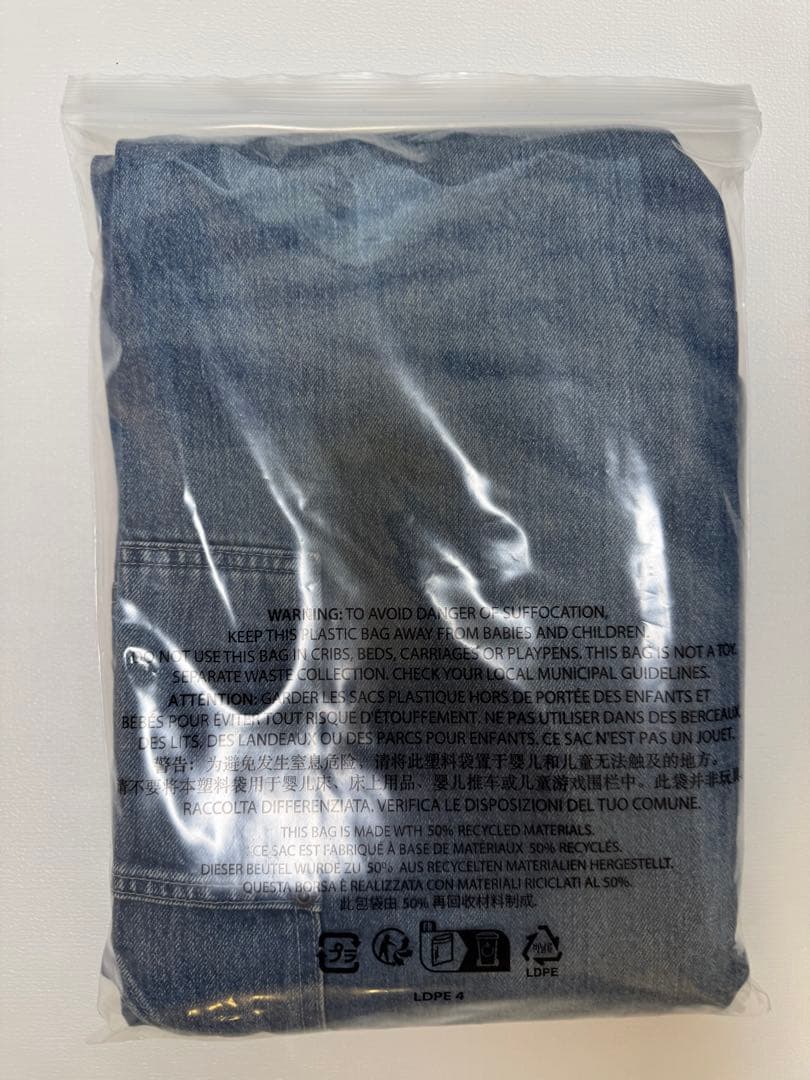 WARNING: TO AVOID DANGER OF SUFFOCATION,
KEEP THIS PLASTIC BAG AWAY FROM BABIES AND CHILDREN.
DO NOT USE THIS BAG IN CRIBS, BEDS, CARRIAGES OR PLAYPENS. THIS BAG IS NOT A TOY.
SEPARATE WASTE COLLECTION. CHECK YOUR LOCAL MUNICIPAL GUIDELINES.
ATTENTION: GARDER LES SACS PLASTIQUE HORS DE PORTÉE DES ENFANTS ET
BÉBÉS POUR ÉVITER TOUT RISQUE D'ÉTOUFFEMENT. NE PAS UTILISER DANS DES BERCEAUX,
DES LITS, DES LANDEAUX OU DES PARCS POUR ENFANTS. CE SAC N'EST PAS UN JOUET.
警告：为避免发生窒息危险，请将此塑料袋置于婴儿和儿童无法触及的地方。
请不要将本塑料袋用于婴儿床、床上用品、婴儿推车或儿童游戏围栏中。此袋并非玩具
RACCOLTA DIFFERENZIATA. VERIFICA LE DISPOSIZIONI DEL TUO COMUNE.
THIS BAG IS MADE WTH 50% RECYCLED MATERIALS.
CE SAC EST FABRIQUÉ À BASE DE MATÉRIAUX 50% RECYCLÉS.
DIESER BEUTEL WURDE ZU 50% AUS RECYCELTEN MATERIALIEN HERGESTELLT.
QUESTA BORSA È REALIZZATA CON MATERIALI RICICLATI AL 50%.
此包袋由 50% 再回收材料制成.
プラ
FR
LDPE
LDPE 4